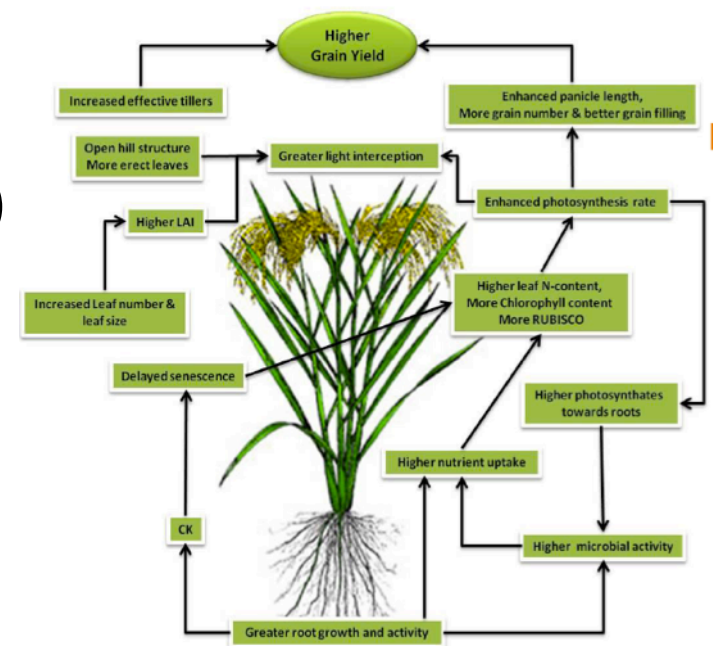 Higher
Grain Yield
Increased effective tillers
Enhanced panicle length,
More grain number & better grain filling
Open hill structure
More erect leaves
Greater light interception
Enhanced photosynthesis rate
Higher LAI
Higher leaf N-content,
More Chlorophyll content
More RUBISCO
Increased Leaf number &
leaf size
Delayed senescence
Higher photosynthates
towards roots
Higher nutrient uptake
CK
Higher microbial activity
Greater root growth and activity
)